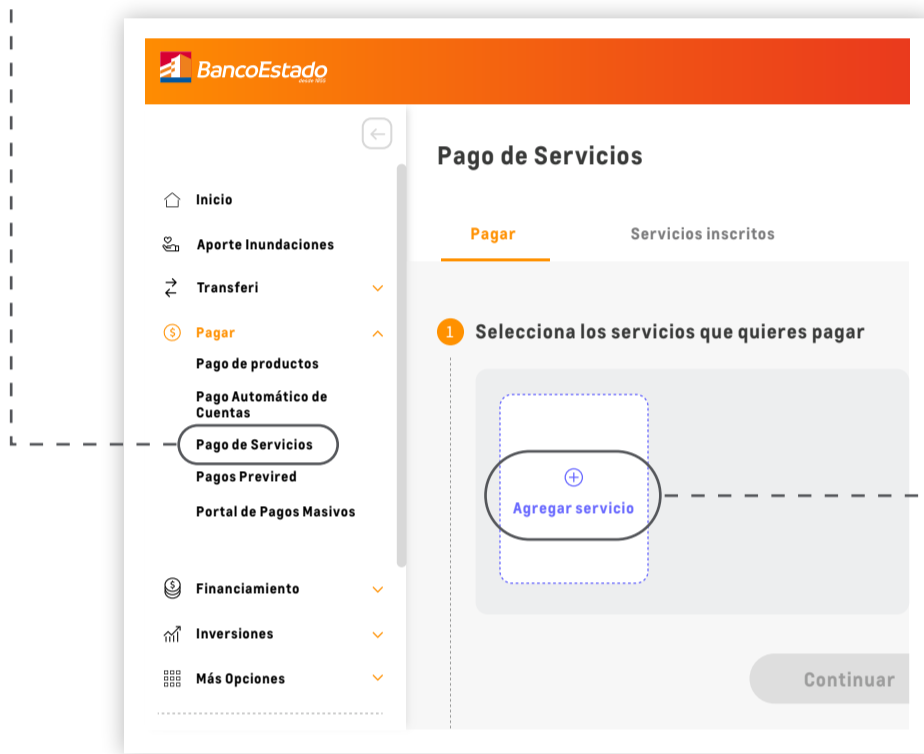 BancoEstado
desde 1855
Inicio
Aporte Inundaciones
Transferi
Pagar
Pago de productos
Pago Automático de
Cuentas
Pago de Servicios
Pagos Previred
Portal de Pagos Masivos
Financiamiento
Inversiones
Más Opciones
Pago de Servicios
Pagar
Servicios inscritos
1 Selecciona los servicios que quieres pagar
Agregar servicio
Continuar